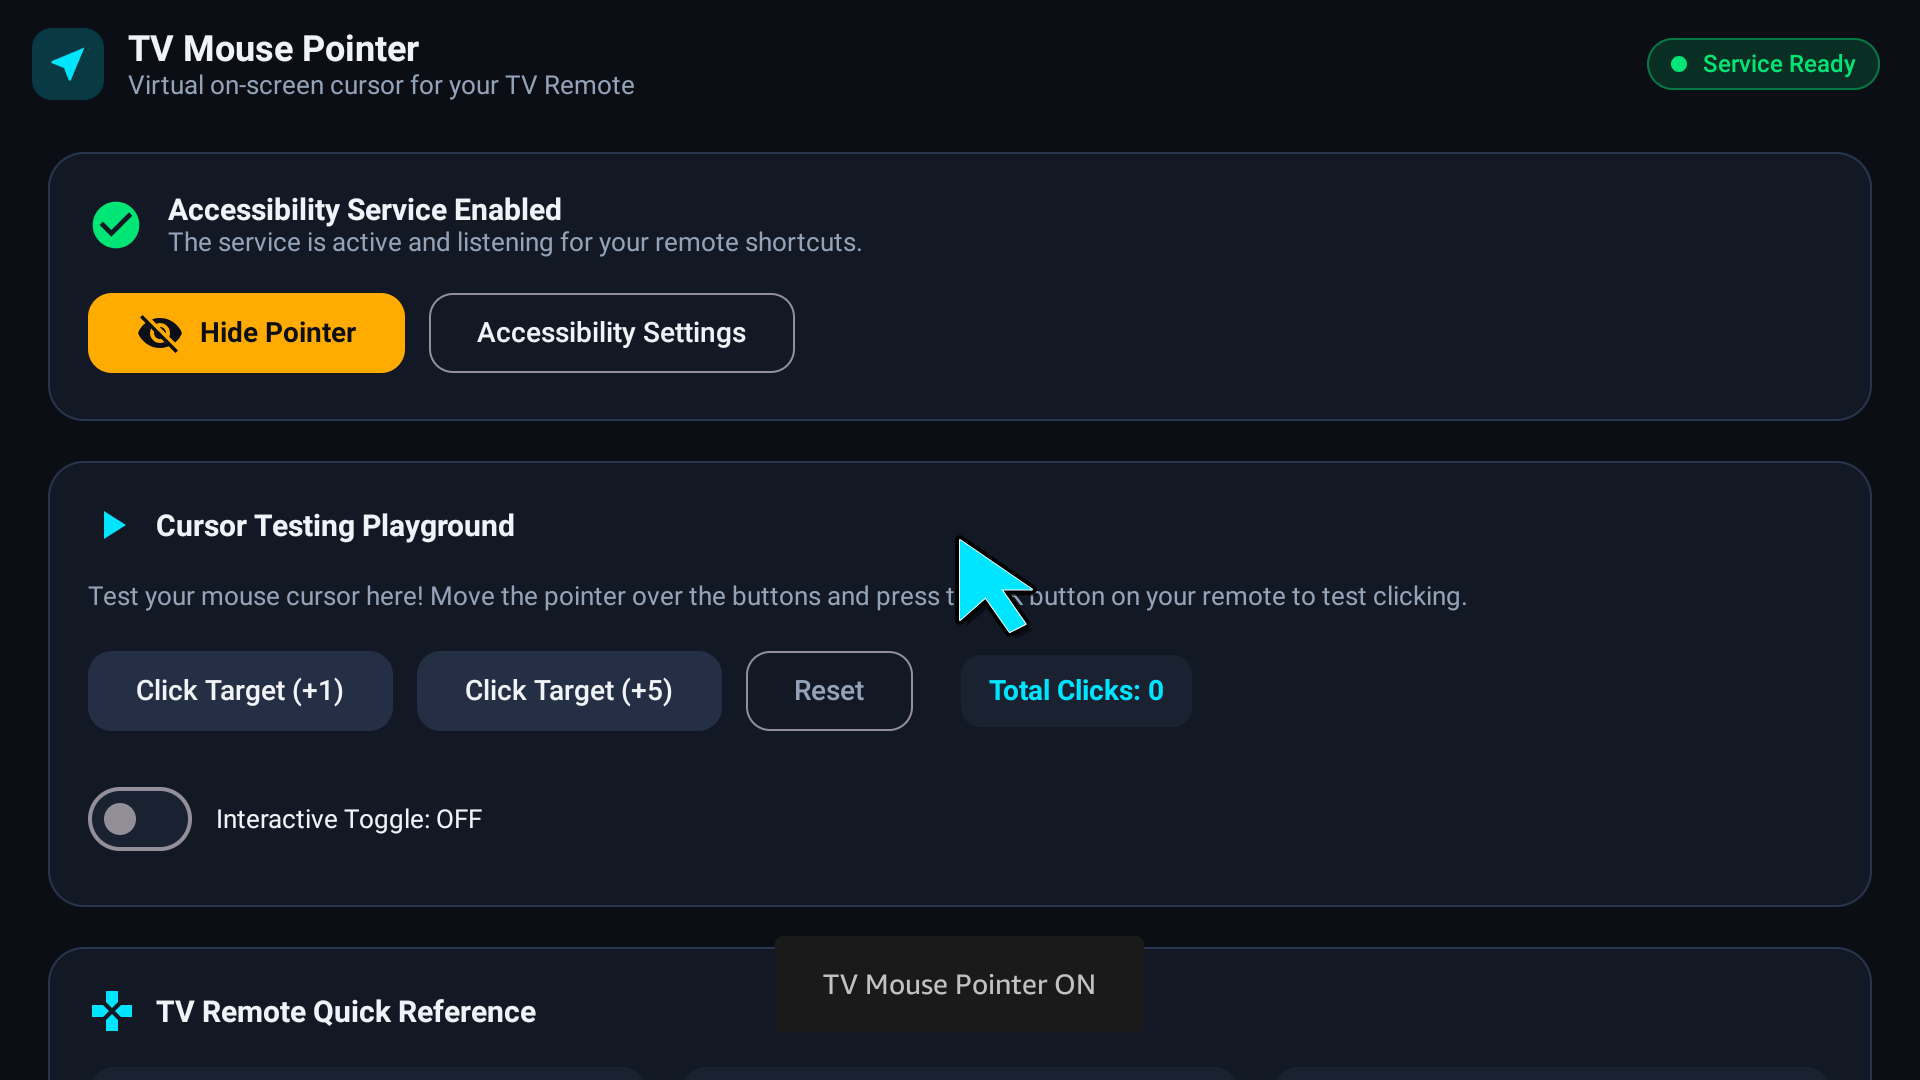 TV Mouse Pointer
Virtual on-screen cursor for your TV Remote
Service Ready
Accessibility Service Enabled
The service is active and listening for your remote shortcuts.
Hide Pointer
Accessibility Settings
Cursor Testing Playground
Test your mouse cursor here! Move the pointer over the buttons and press button on your remote to test clicking.
Click Target (+1)
Click Target (+5)
Reset
Total Clicks: 0
Interactive Toggle: OFF
TV Mouse Pointer ON
TV Remote Quick Reference